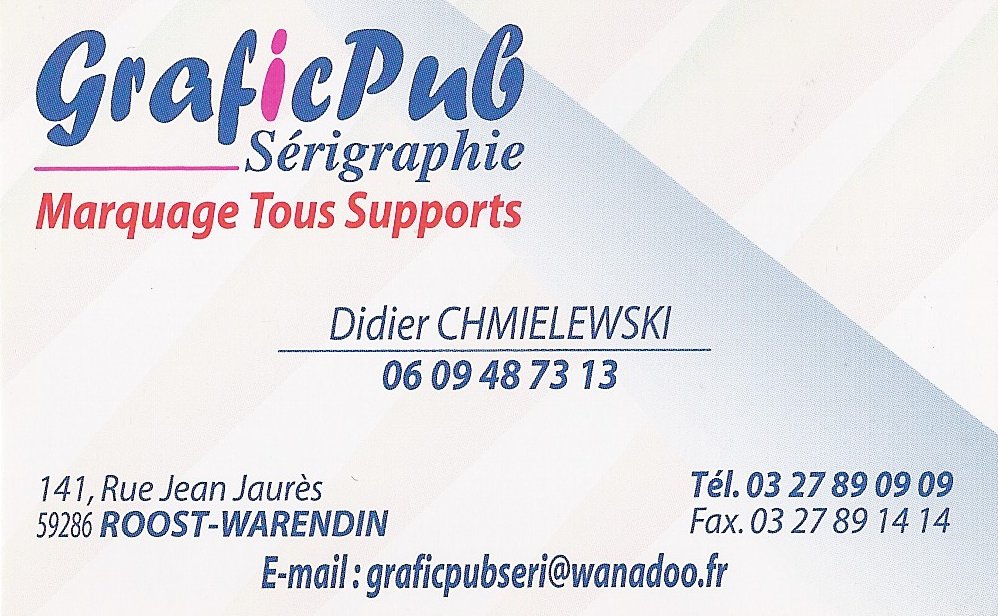 GraficPub
Sérigraphie
Marquage Tous Supports
Didier CHMIELEWSKI
06 09 48 73 13
141, Rue Jean Jaurès
59286 ROOST-WARENDIN
Tél. 03 27 89 09 09
Fax. 03 27 89 14 14
E-mail : graficpubseri@wanadoo.fr